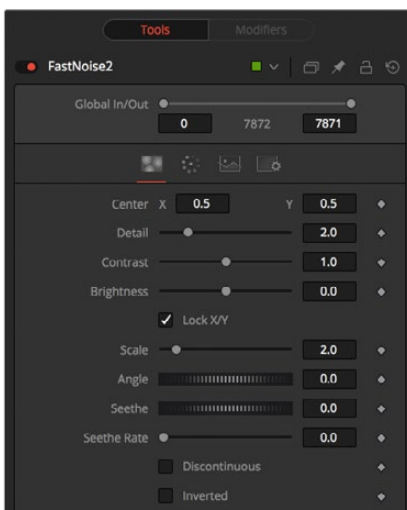 Tools Modifiers
FastNoise2
Global In/Out
0 7872 7871
Center X 0.5 Y 0.5
Detail 2.0
Contrast 1.0
Brightness 0.0
Lock X/Y
Scale 2.0
Angle 0.0
Seethe 0.0
Seethe Rate 0.0
Discontinuous
Inverted